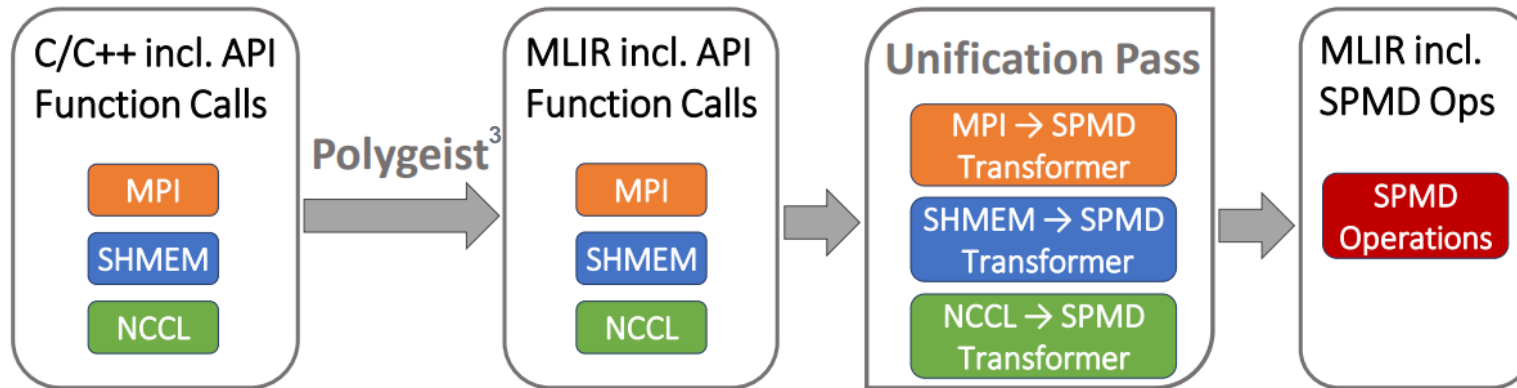 C/C++ incl. API
Function Calls
MPI
SHMEM
NCCL
Polygeist³
MLIR incl. API
Function Calls
MPI
SHMEM
NCCL
Unification Pass
MPI → SPMD
Transformer
SHMEM → SPMD
Transformer
NCCL → SPMD
Transformer
MLIR incl.
SPMD Ops
SPMD
Operations